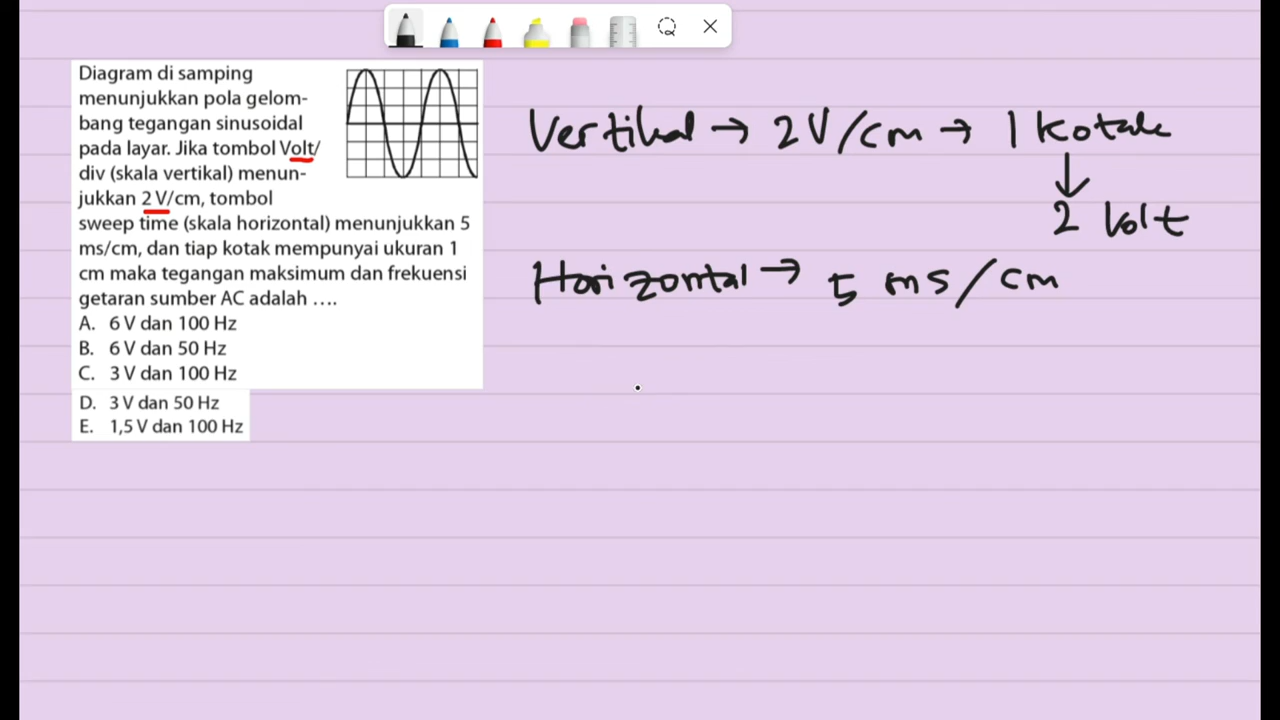 Diagram di samping
menunjukkan pola gelom-
bang tegangan sinusoidal
pada layar. Jika tombol Volt/
div (skala vertikal) menun-
jukkan 2 V/cm, tombol
sweep time (skala horizontal) menunjukkan 5
ms/cm, dan tiap kotak mempunyai ukuran 1
cm maka tegangan maksimum dan frekuensi
getaran sumber AC adalah ….
A. 6 V dan 100 Hz
B. 6 V dan 50 Hz
C. 3 V dan 100 Hz
D. 3 V dan 50 Hz
E. 1,5 V dan 100 Hz
Vertikal → 2 V/cm → 1 kotak
↓
2 Volt
Horizontal → 5 ms/cm